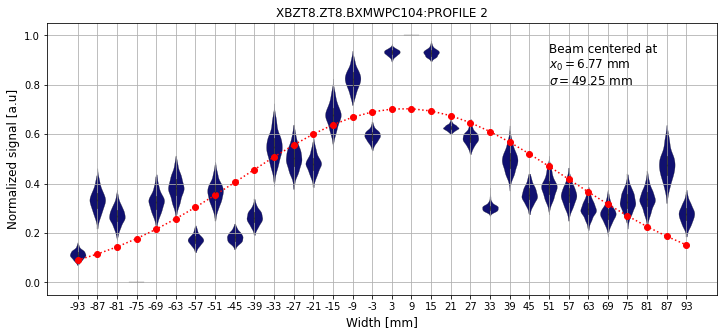 XBZT8.ZT8.BXMWPC104:PROFILE 2
Beam centered at
x₀ = 6.77 mm
σ = 49.25 mm
Normalized signal [a.u]
1.0
0.8
0.6
0.4
0.2
0.0
-93 -87 -81 -75 -69 -63 -57 -51 -45 -39 -33 -27 -21 -15 -9 -3 3 9 15 21 27 33 39 45 51 57 63 69 75 81 87 93
Width [mm]